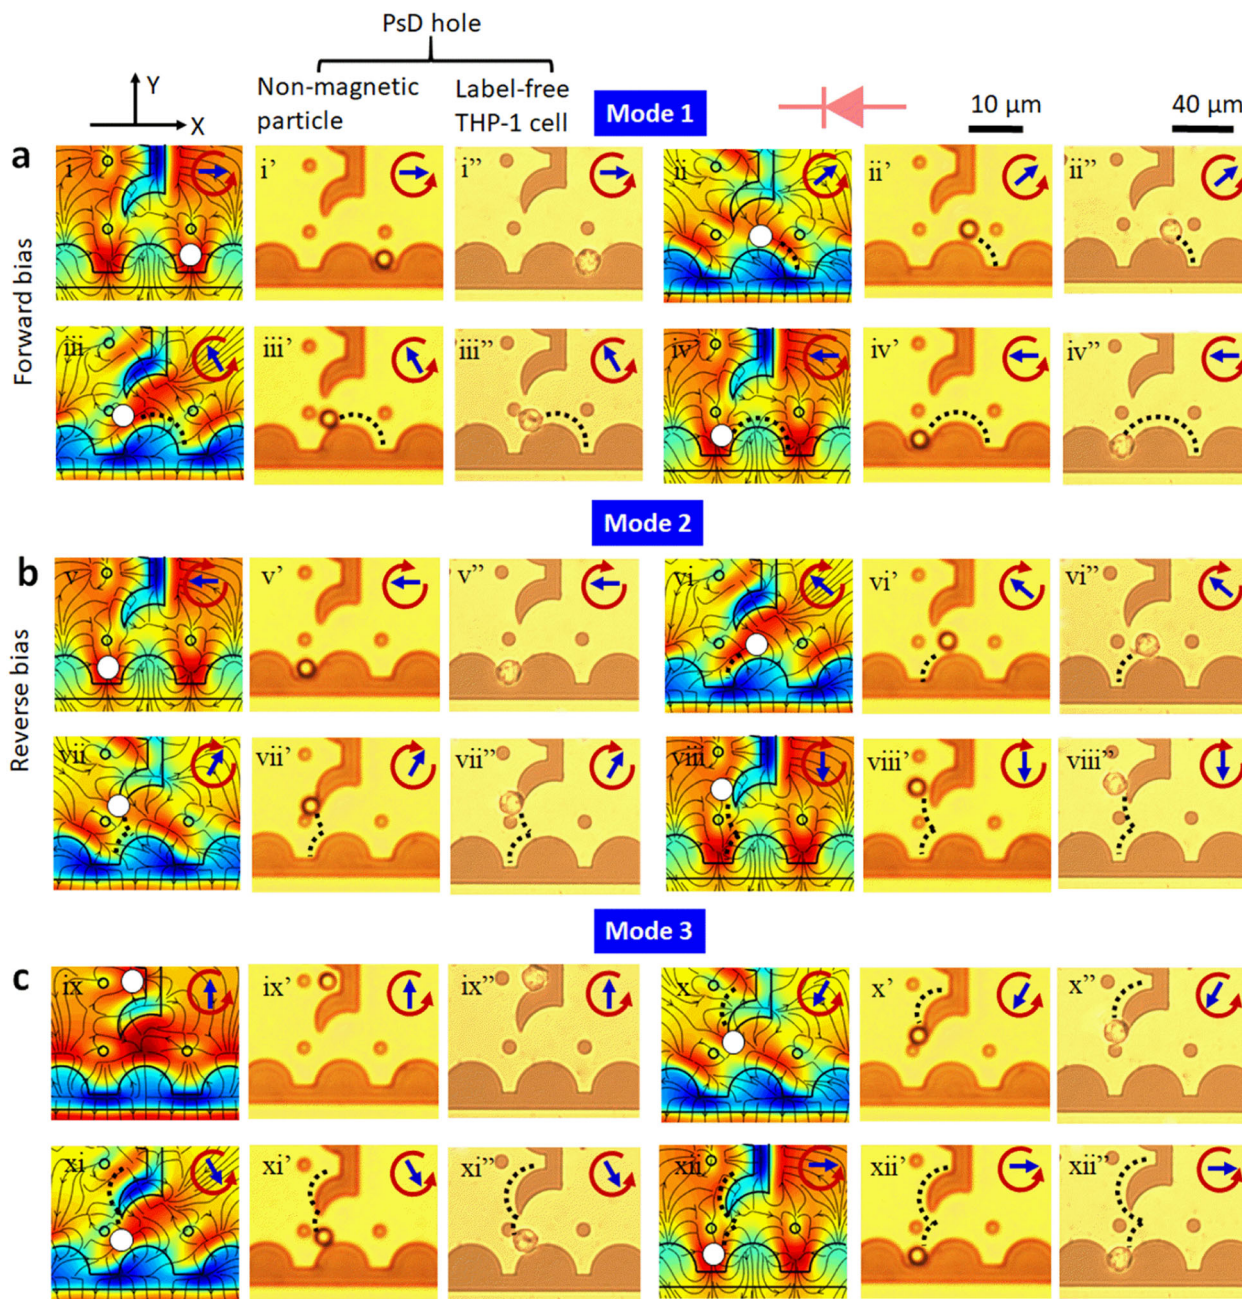 PsD hole
Y
X
Non-magnetic
particle
Label-free
THP-1 cell
Mode 1
10 μm
40 μm
a
Forward bias
i
i’
i”
ii
ii’
ii”
iii
iii’
iii”
iv
iv’
iv”
Mode 2
b
Reverse bias
v
v’
v”
vi
vi’
vi”
vii
vii’
vii”
viii
viii’
viii”
Mode 3
c
ix
ix’
ix”
x
x’
x”
xi
xi’
xi”
xii
xii’
xii”